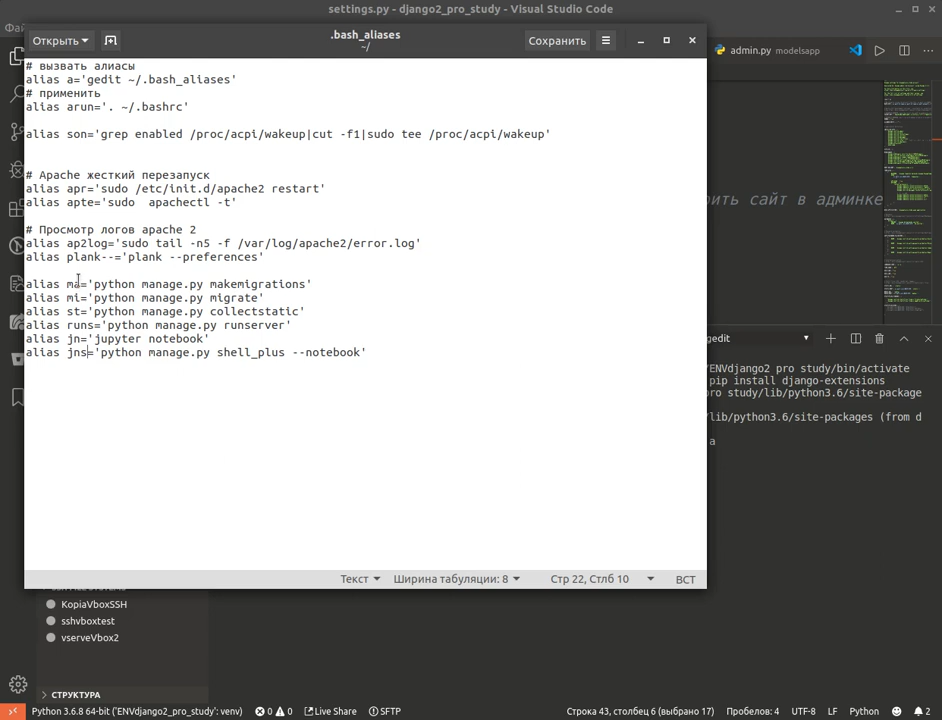 settings.py - django2_pro_study - Visual Studio Code
Открыть
.bash_aliases
~/
Сохранить
# вызвать алиасы
alias a='gedit ~/.bash_aliases'
# применить
alias arun='. ~/.bashrc'
alias son='grep enabled /proc/acpi/wakeup|cut -f1|sudo tee /proc/acpi/wakeup'
# Apache жесткий перезапуск
alias apr='sudo /etc/init.d/apache2 restart'
alias apte='sudo  apachectl -t'
# Просмотр логов apache 2
alias ap2log='sudo tail -n5 -f /var/log/apache2/error.log'
alias plank--='plank --preferences'
alias ma='python manage.py makemigrations'
alias mi='python manage.py migrate'
alias st='python manage.py collectstatic'
alias runs='python manage.py runserver'
alias jn='jupyter notebook'
alias jns='python manage.py shell_plus --notebook'
Текст
Ширина табуляции: 8
Стр 22, Стлб 10
ВСТ
Фай
admin.py modelsapp
рить сайт в админке
gedit
/ENVdjango2_pro_study/bin/activate
pip install django-extensions
pro_study/lib/python3.6/site-package
/lib/python3.6/site-packages (from d
a
KopiaVboxSSH
sshvboxtest
vserveVbox2
СТРУКТУРА
Python 3.6.8 64-bit ('ENVdjango2_pro_study': venv)
0
0
Live Share
SFTP
Строка 43, столбец 6 (выбрано 17)
Пробелов: 4
UTF-8
LF
Python
2